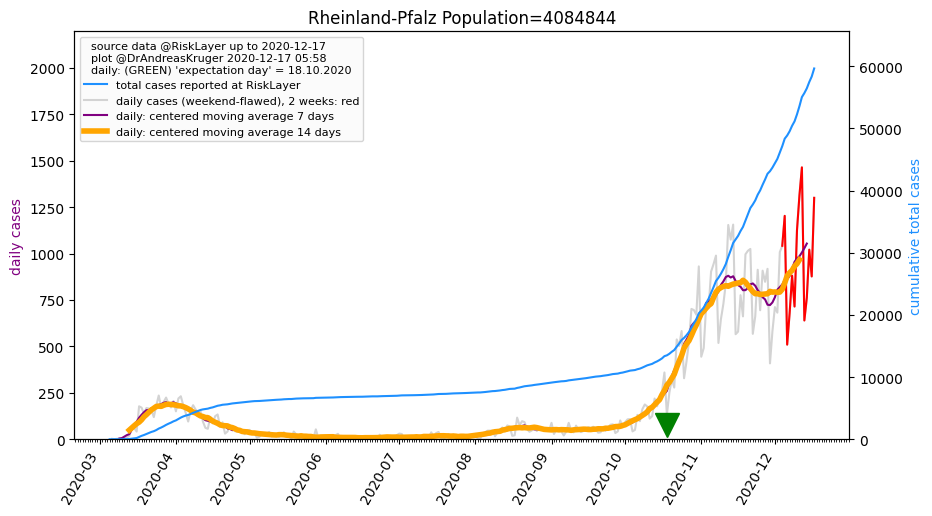 Rheinland-Pfalz Population=4084844
source data @RiskLayer up to 2020-12-17
plot @DrAndreasKruger 2020-12-17 05:58
daily: (GREEN) 'expectation day' = 18.10.2020
total cases reported at RiskLayer
daily cases (weekend-flawed), 2 weeks: red
daily: centered moving average 7 days
daily: centered moving average 14 days
daily cases
2000
1750
1500
1250
1000
750
500
250
0
cumulative total cases
60000
50000
40000
30000
20000
10000
0
2020-03
2020-04
2020-05
2020-06
2020-07
2020-08
2020-09
2020-10
2020-11
2020-12